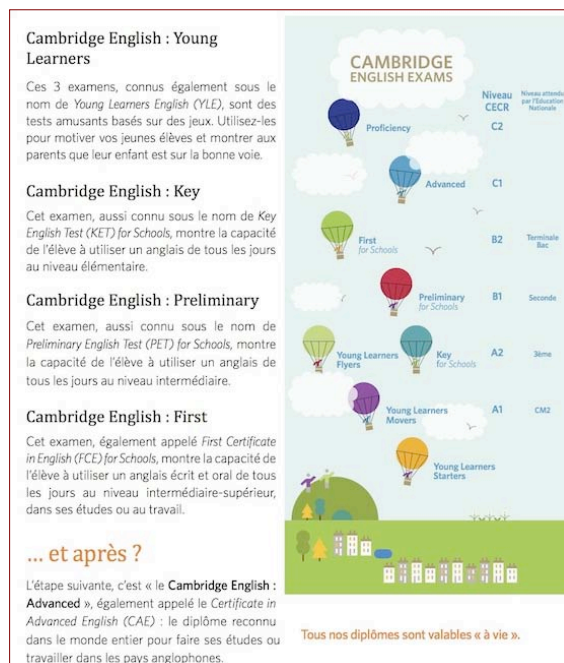 Cambridge English : Young
Learners
Ces 3 examens, connus également sous le
nom de Young Learners English (YLE), sont des
tests amusants basés sur des jeux. Utilisez-les
pour motiver vos jeunes élèves et montrer aux
parents que leur enfant est sur la bonne voie.
Cambridge English : Key
Cet examen, aussi connu sous le nom de Key
English Test (KET) for Schools, montre la capacité
de l'élève à utiliser un anglais de tous les jours
au niveau élémentaire.
Cambridge English : Preliminary
Cet examen, aussi connu sous le nom de
Preliminary English Test (PET) for Schools, montre
la capacité de l'élève à utiliser un anglais de
tous les jours au niveau intermédiaire.
Cambridge English : First
Cet examen, également appelé First Certificate
in English (FCE) for Schools, montre la capacité de
l'élève à utiliser un anglais écrit et oral de tous
les jours au niveau intermédiaire-supérieur,
dans ses études ou au travail.
... et après ?
L'étape suivante, c'est « le Cambridge English :
Advanced », également appelé le Certificate in
Advanced English (CAE) : le diplôme reconnu
dans le monde entier pour faire ses études ou
travailler dans les pays anglophones.
CAMBRIDGE
ENGLISH EXAMS
Niveau
CECR
Niveau attendu
par l'Education
Nationale
Proficiency
C2
Advanced
C1
First
for Schools
B2
Terminale
Bac
Preliminary
for Schools
B1
Seconde
Young Learners
Flyers
Key
for Schools
A2
3ème
Young Learners
Movers
A1
CM2
Young Learners
Starters
Tous nos diplômes sont valables « à vie ».